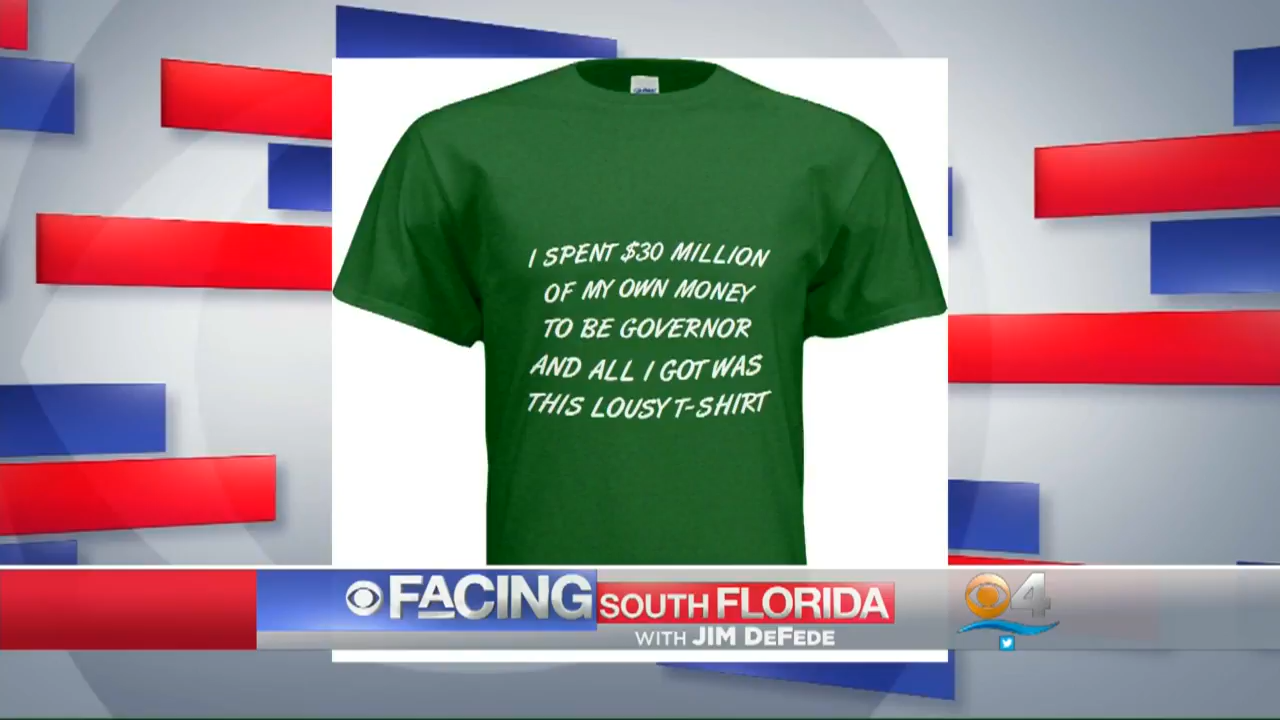 I SPENT $30 MILLION
OF MY OWN MONEY
TO BE GOVERNOR
AND ALL I GOT WAS
THIS LOUSY T-SHIRT
FACING SOUTH FLORIDA
WITH JIM DEFEDE
4